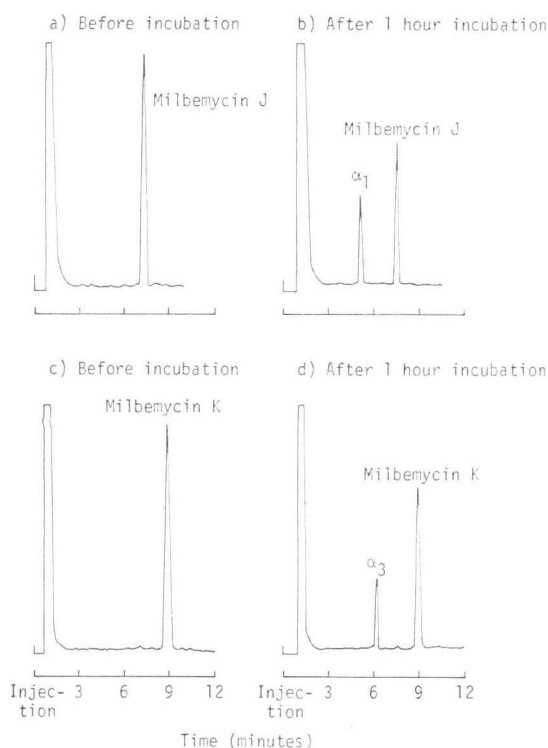 a) Before incubation
b) After 1 hour incubation
Milbemycin J
Milbemycin J
α1
c) Before incubation
d) After 1 hour incubation
Milbemycin K
Milbemycin K
α3
Injec-
tion 3 6 9 12
Injec-
tion 3 6 9 12
Time (minutes)